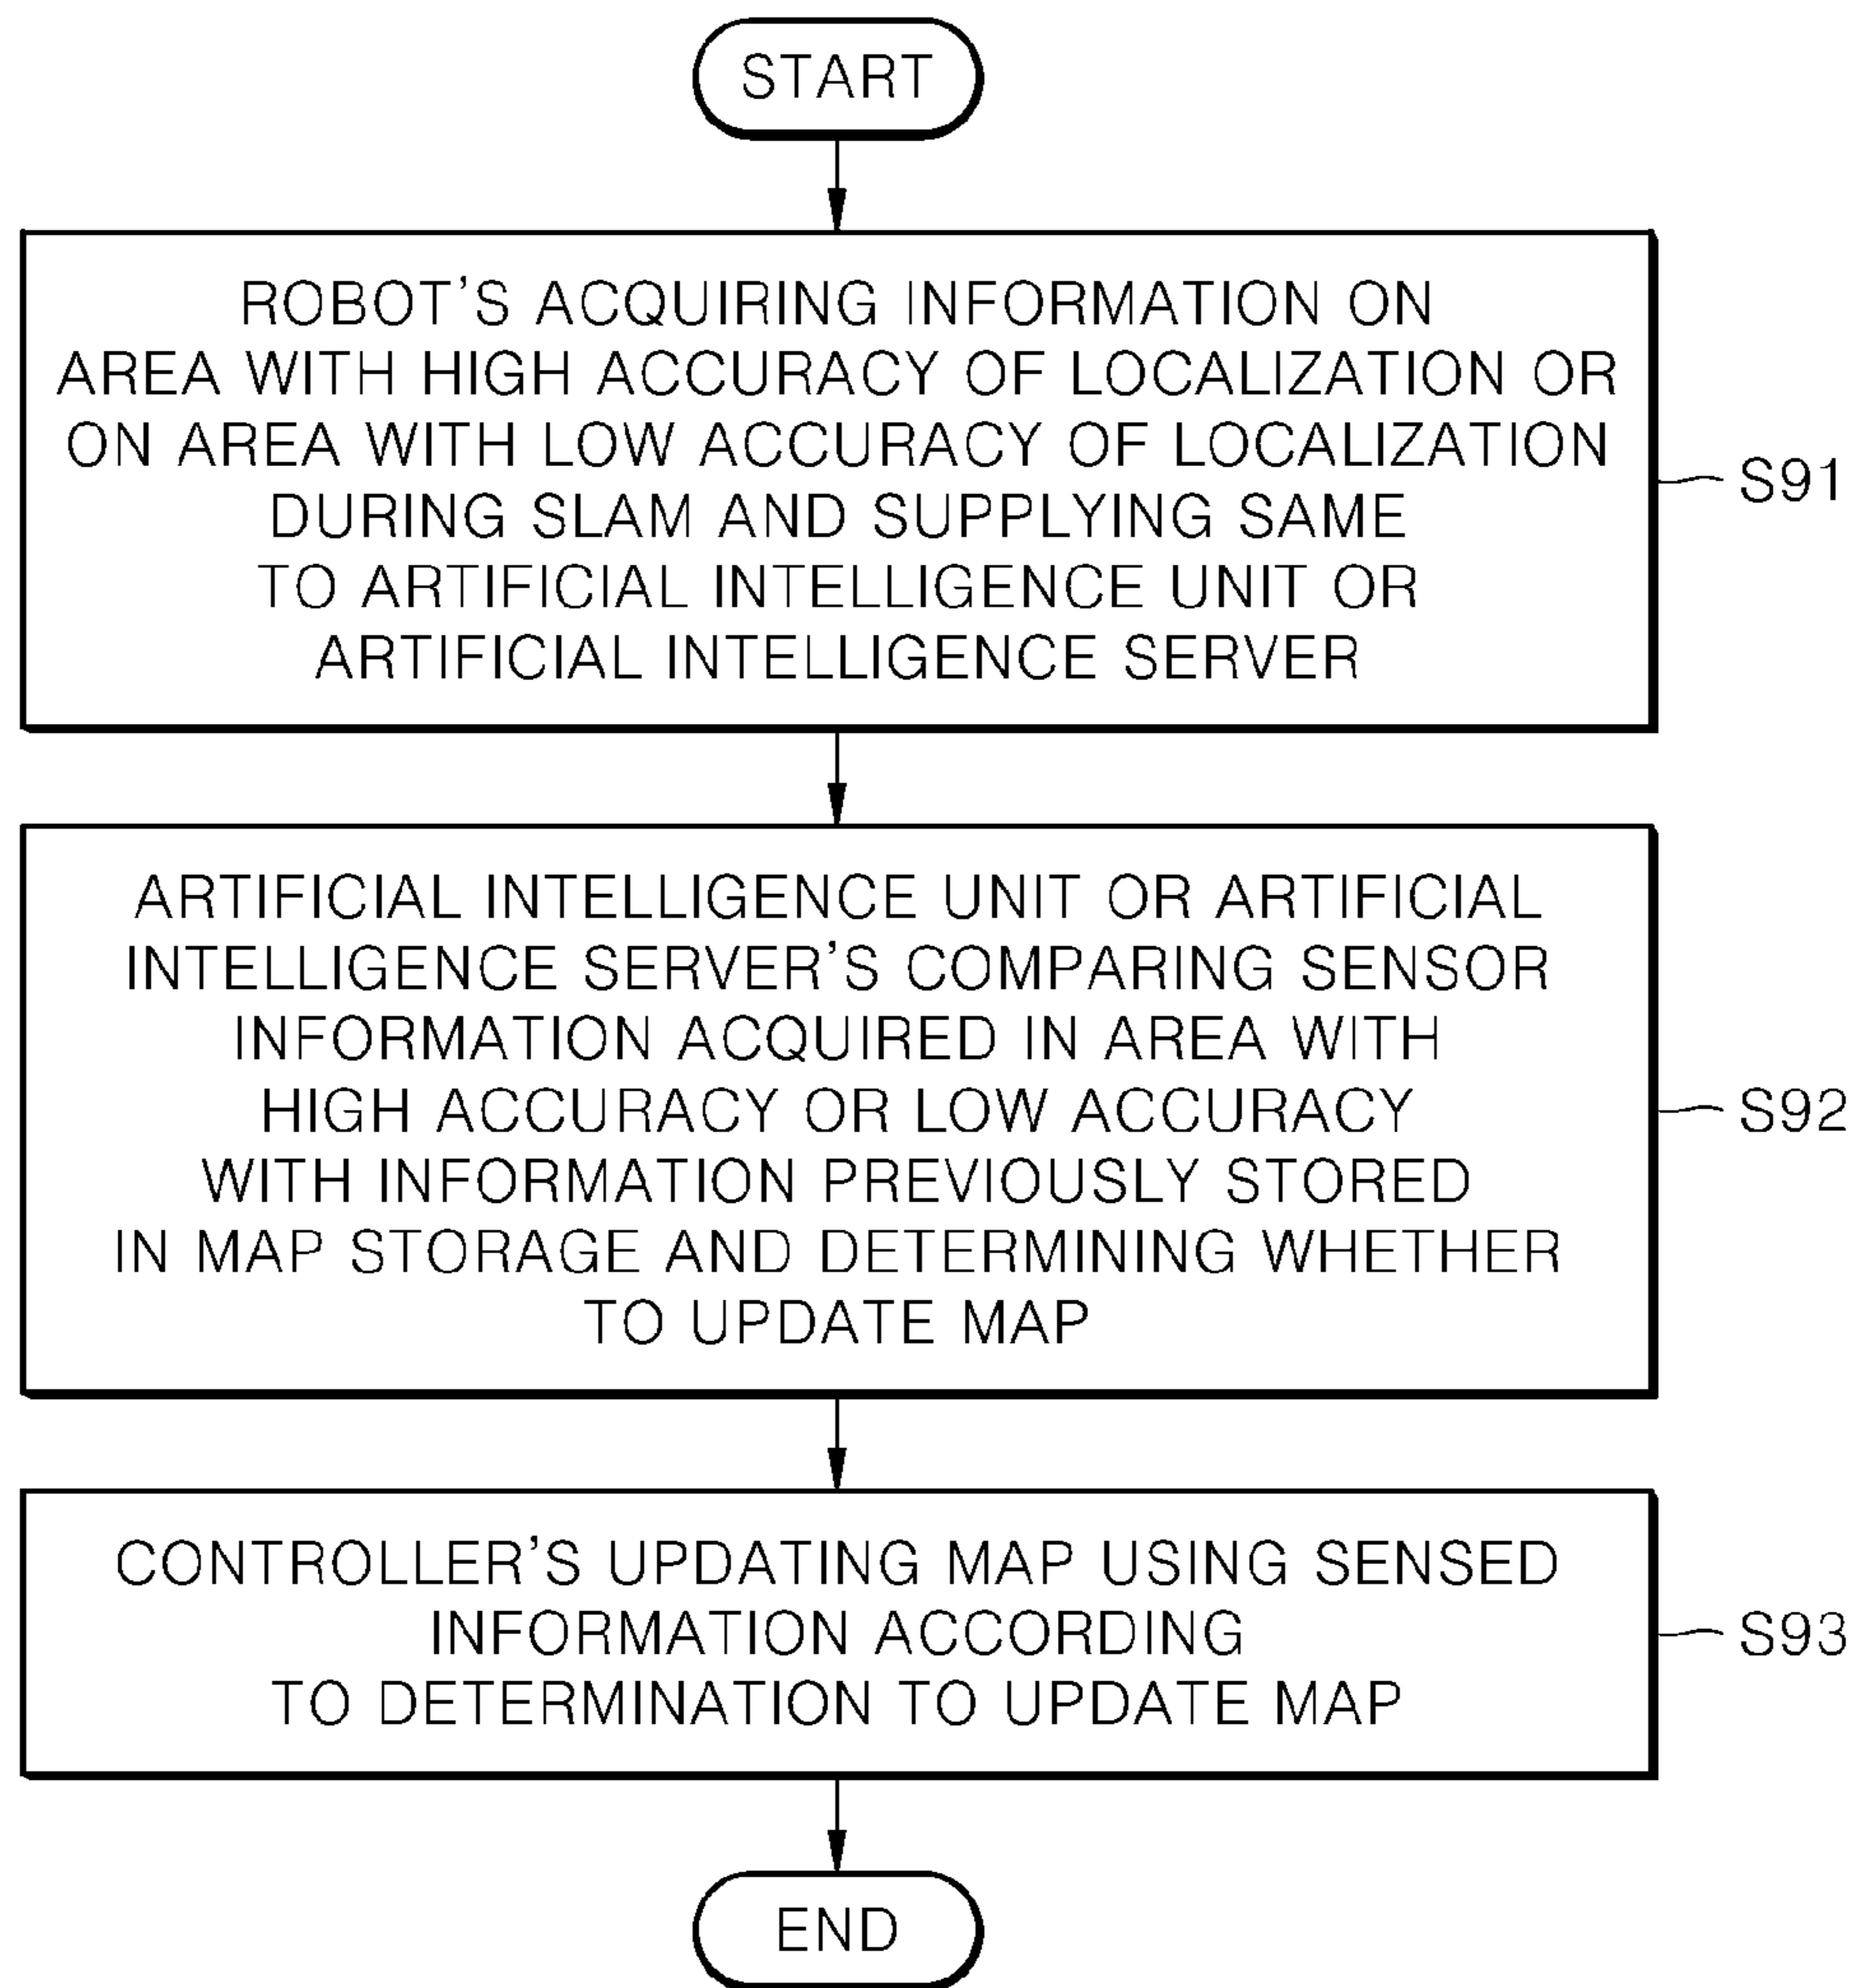 START
ROBOT'S ACQUIRING INFORMATION ON
AREA WITH HIGH ACCURACY OF LOCALIZATION OR
ON AREA WITH LOW ACCURACY OF LOCALIZATION
DURING SLAM AND SUPPLYING SAME
TO ARTIFICIAL INTELLIGENCE UNIT OR
ARTIFICIAL INTELLIGENCE SERVER
S91
ARTIFICIAL INTELLIGENCE UNIT OR ARTIFICIAL
INTELLIGENCE SERVER'S COMPARING SENSOR
INFORMATION ACQUIRED IN AREA WITH
HIGH ACCURACY OR LOW ACCURACY
WITH INFORMATION PREVIOUSLY STORED
IN MAP STORAGE AND DETERMINING WHETHER
TO UPDATE MAP
S92
CONTROLLER'S UPDATING MAP USING SENSED
INFORMATION ACCORDING
TO DETERMINATION TO UPDATE MAP
S93
END